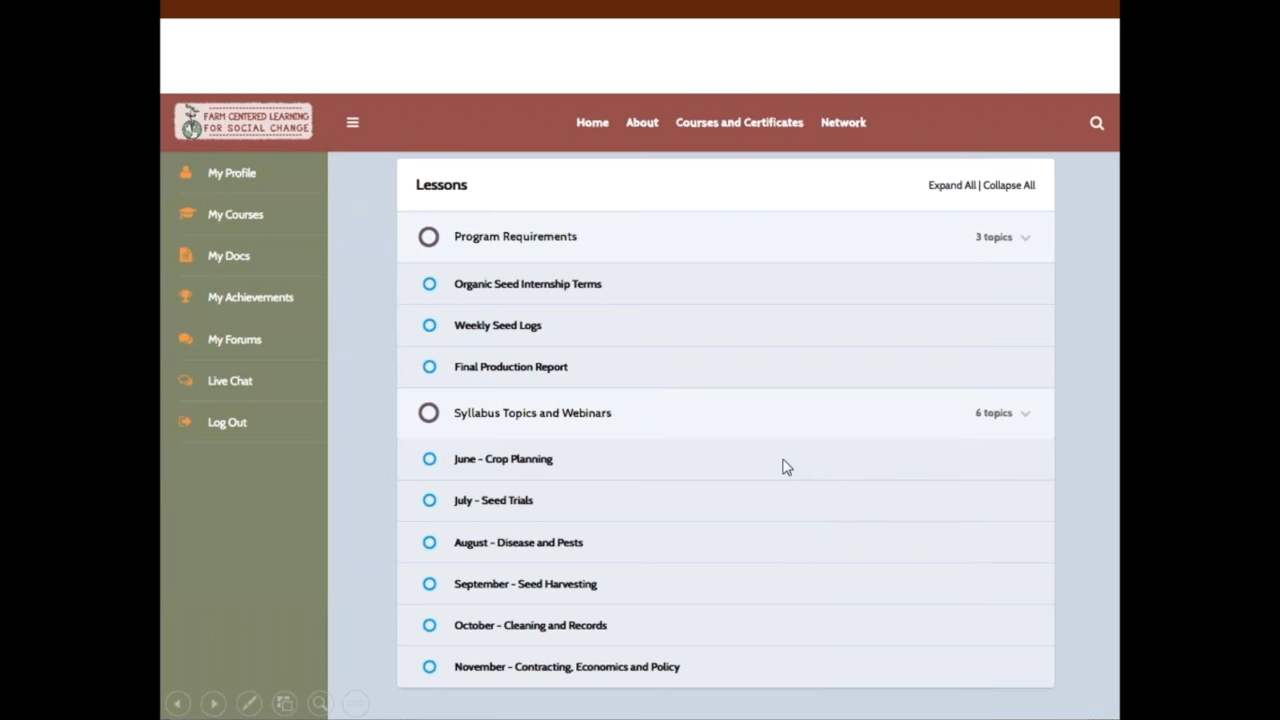 FARM CENTERED LEARNING
FOR SOCIAL CHANGE
Home
About
Courses and Certificates
Network
My Profile
My Courses
My Docs
My Achievements
My Forums
Live Chat
Log Out
Lessons
Expand All | Collapse All
Program Requirements
3 topics
Organic Seed Internship Terms
Weekly Seed Logs
Final Production Report
Syllabus Topics and Webinars
6 topics
June - Crop Planning
July - Seed Trials
August - Disease and Pests
September - Seed Harvesting
October - Cleaning and Records
November - Contracting, Economics and Policy